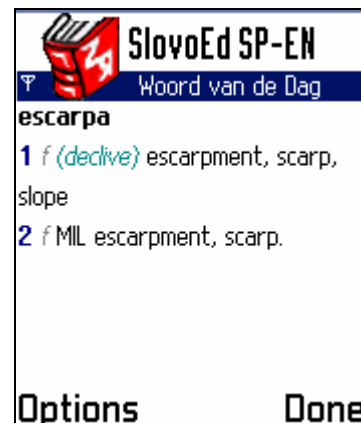 SlovoEd SP-EN
Woord van de Dag
escarpa
1 f (declive) escarpment, scarp,
slope
2 f MIL escarpment, scarp.
Options Done